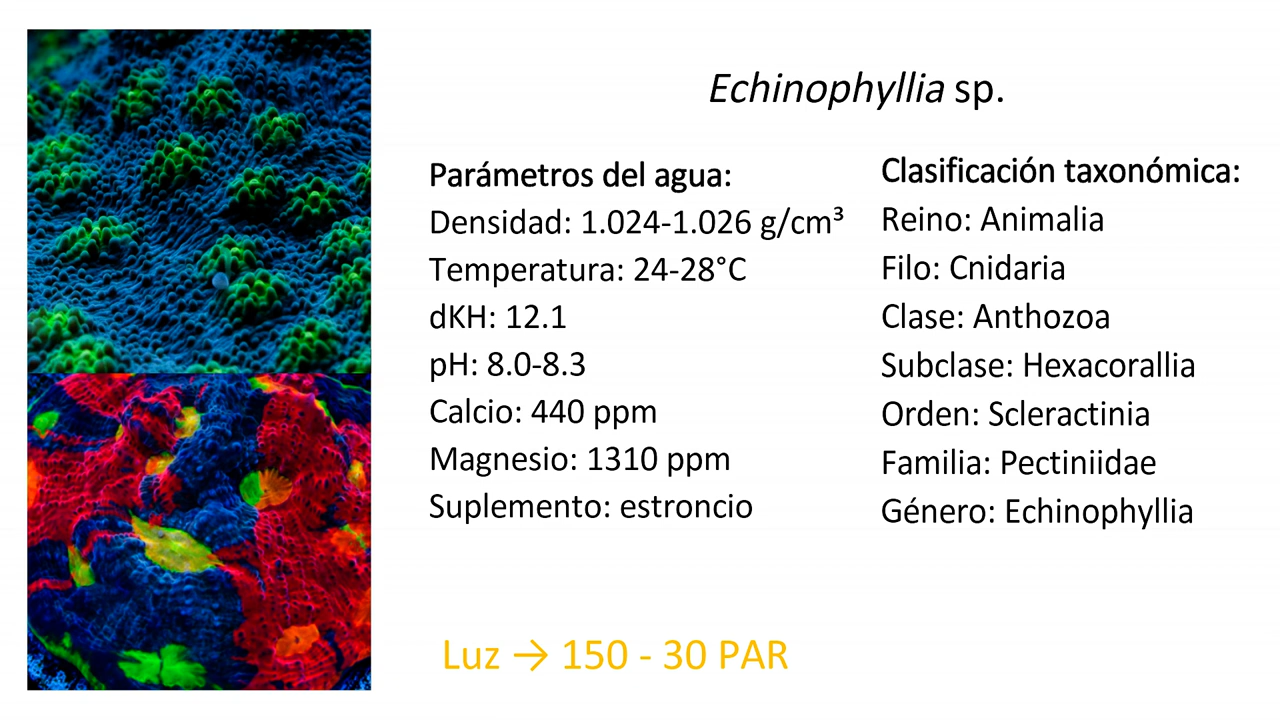 Echinophyllia sp.
Parámetros del agua:
Densidad: 1.024-1.026 g/cm³
Temperatura: 24-28°C
dKH: 12.1
pH: 8.0-8.3
Calcio: 440 ppm
Magnesio: 1310 ppm
Suplemento: estroncio
Clasificación taxonómica:
Reino: Animalia
Filo: Cnidaria
Clase: Anthozoa
Subclase: Hexacorallia
Orden: Scleractinia
Familia: Pectiniidae
Género: Echinophyllia
Luz → 150 - 30 PAR